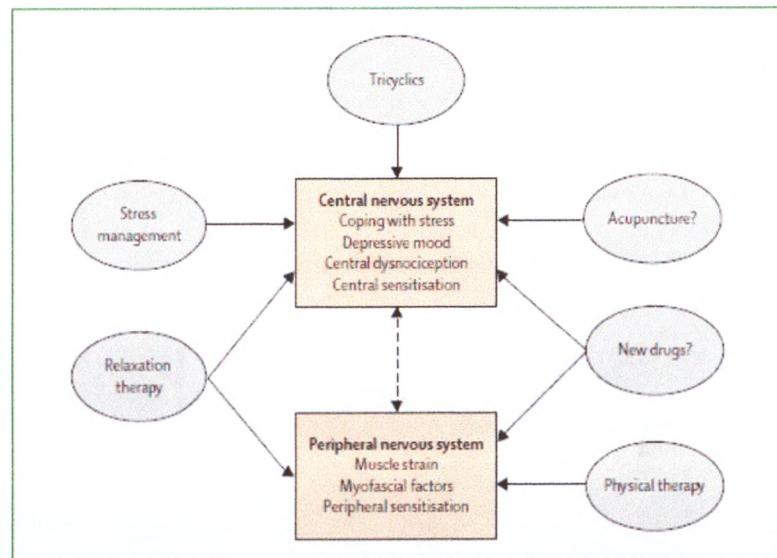 Tricyclics
Stress
management
Central nervous system
Coping with stress
Depressive mood
Central dysnociception
Central sensitisation
Acupuncture?
Relaxation
therapy
New drugs?
Peripheral nervous system
Muscle strain
Myofascial factors
Peripheral sensitisation
Physical therapy